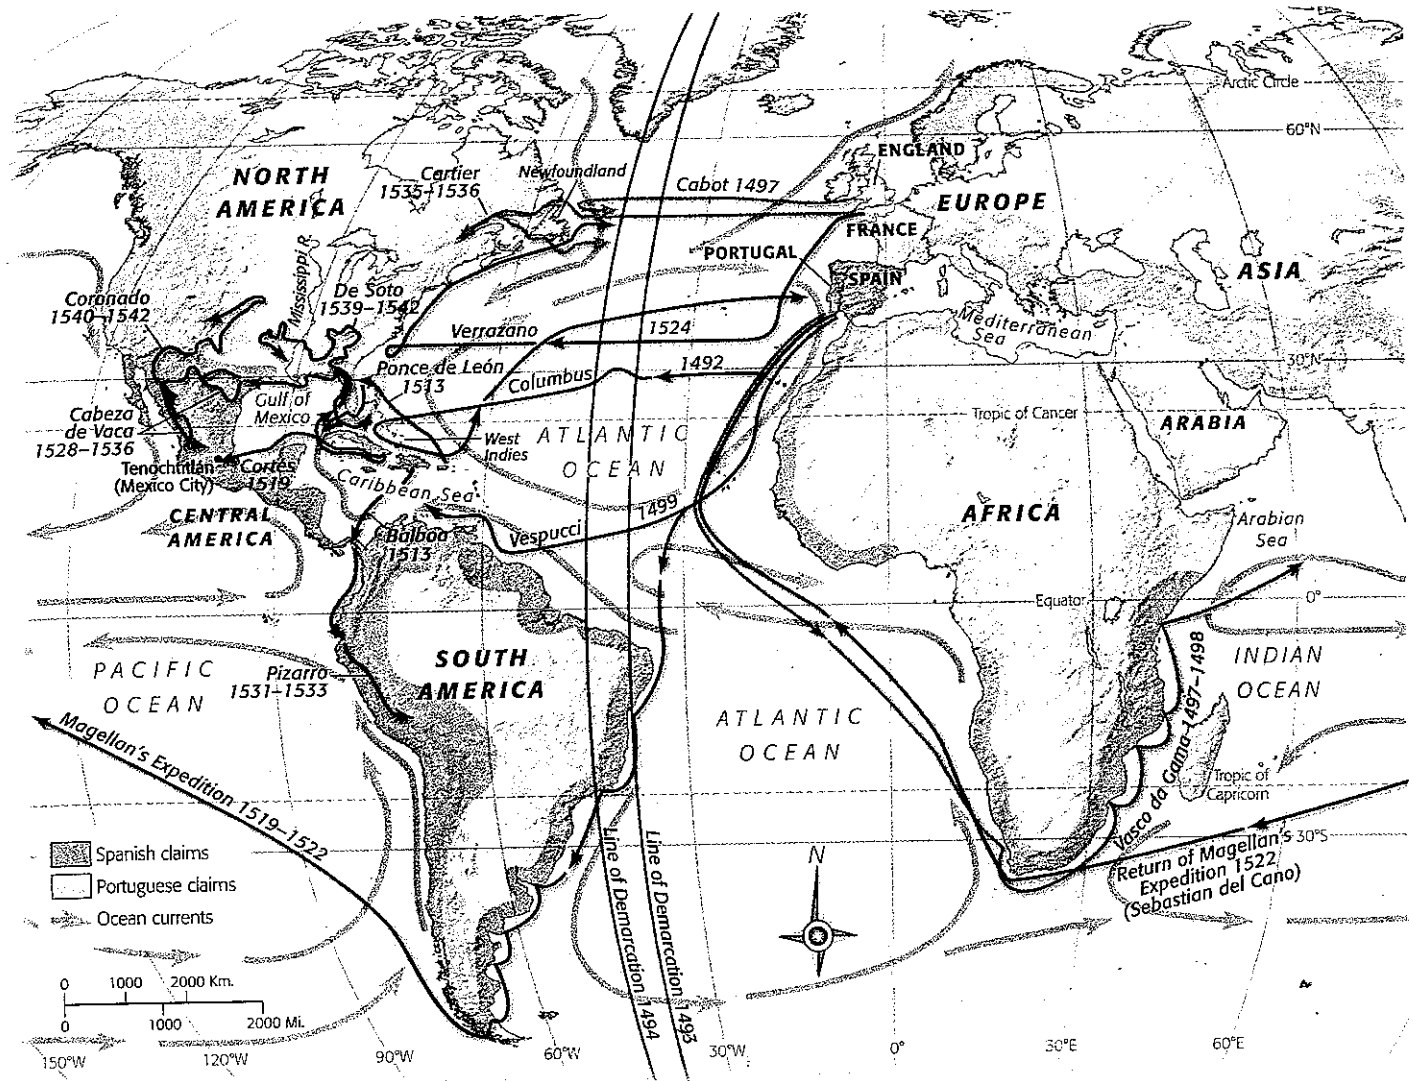 Arctic Circle
60°N
ENGLAND
Newfoundland
Cartier
1535–1536
Cabot 1497
NORTH
AMERICA
EUROPE
FRANCE
PORTUGAL
SPAIN
ASIA
Mississippi R.
De Soto
1539–1542
Coronado
1540–1542
Verrazano
1524
Mediterranean
Sea
30°N
Ponce de León
1513
Columbus
1492
Gulf of
Mexico
Cabeza
de Vaca
1528–1536
Tropic of Cancer
ARABIA
West
Indies
ATLANTIC
OCEAN
Tenochtitlán
(Mexico City)
Cortés
1519
Caribbean Sea
1499
Vespucci
CENTRAL
AMERICA
Balboa
1513
AFRICA
Arabian
Sea
Equator
0°
PACIFIC
OCEAN
SOUTH
AMERICA
Pizarro
1531–1533
INDIAN
OCEAN
ATLANTIC
OCEAN
Vasco da Gama 1497–1498
Magellan's Expedition 1519–1522
Tropic of
Capricorn
30°S
Return of Magellan's
Expedition 1522
(Sebastian del Cano)
Line of Demarcation 1494
Line of Demarcation 1493
N
Spanish claims
Portuguese claims
Ocean currents
0 1000 2000 Km.
0 1000 2000 Mi.
150°W 120°W 90°W 60°W 30°W 0° 30°E 60°E